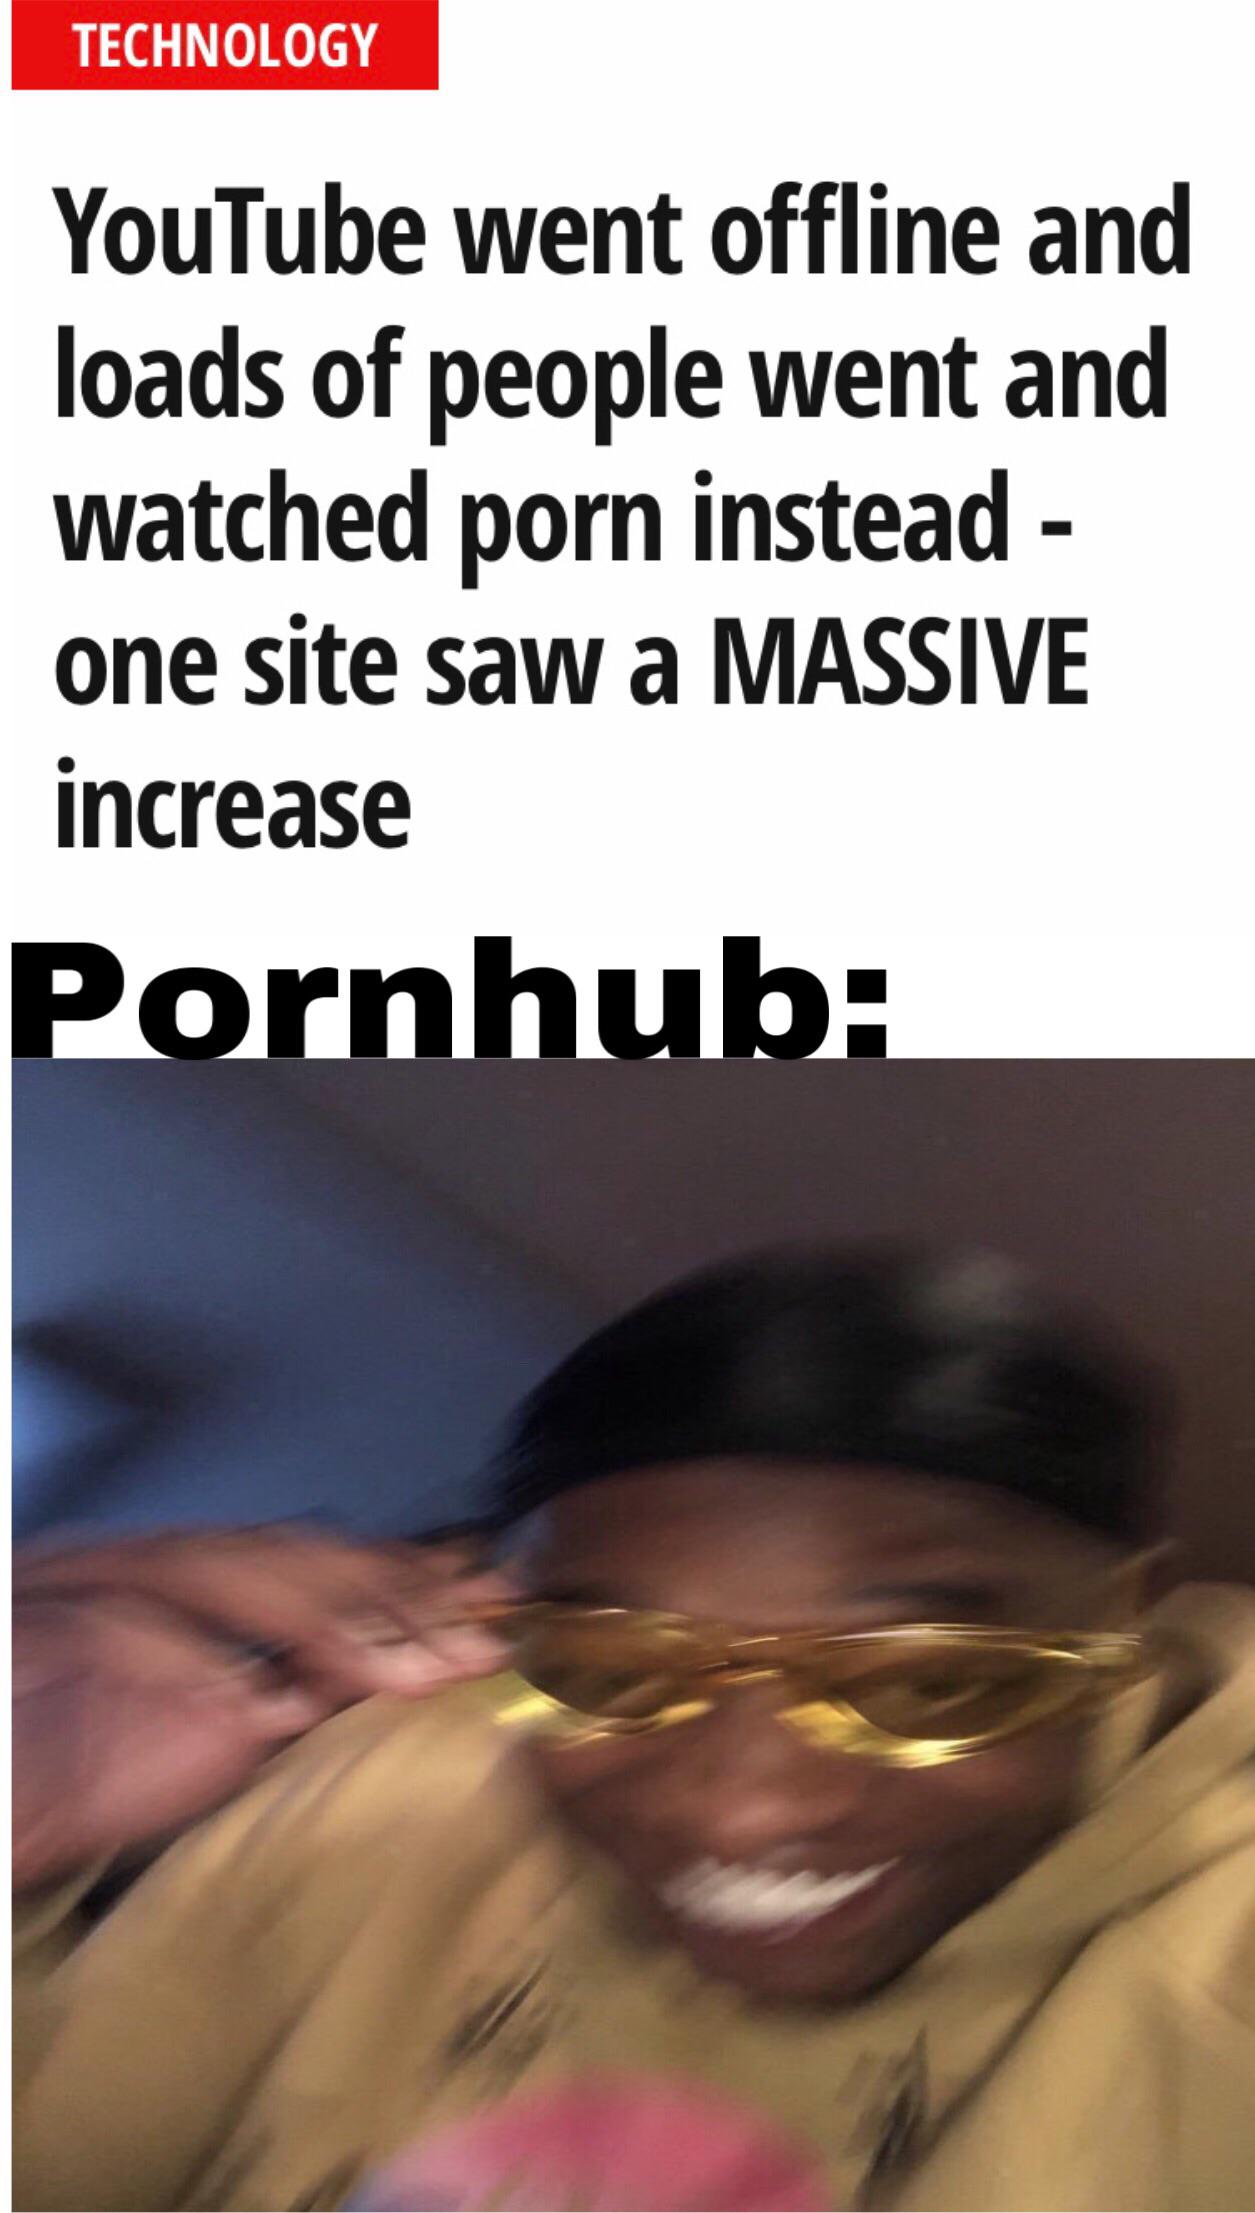 TECHNOLOGY
YouTube went offline and
loads of people went and
watched porn instead -
one site saw a MASSIVE
increase
Pornhub: